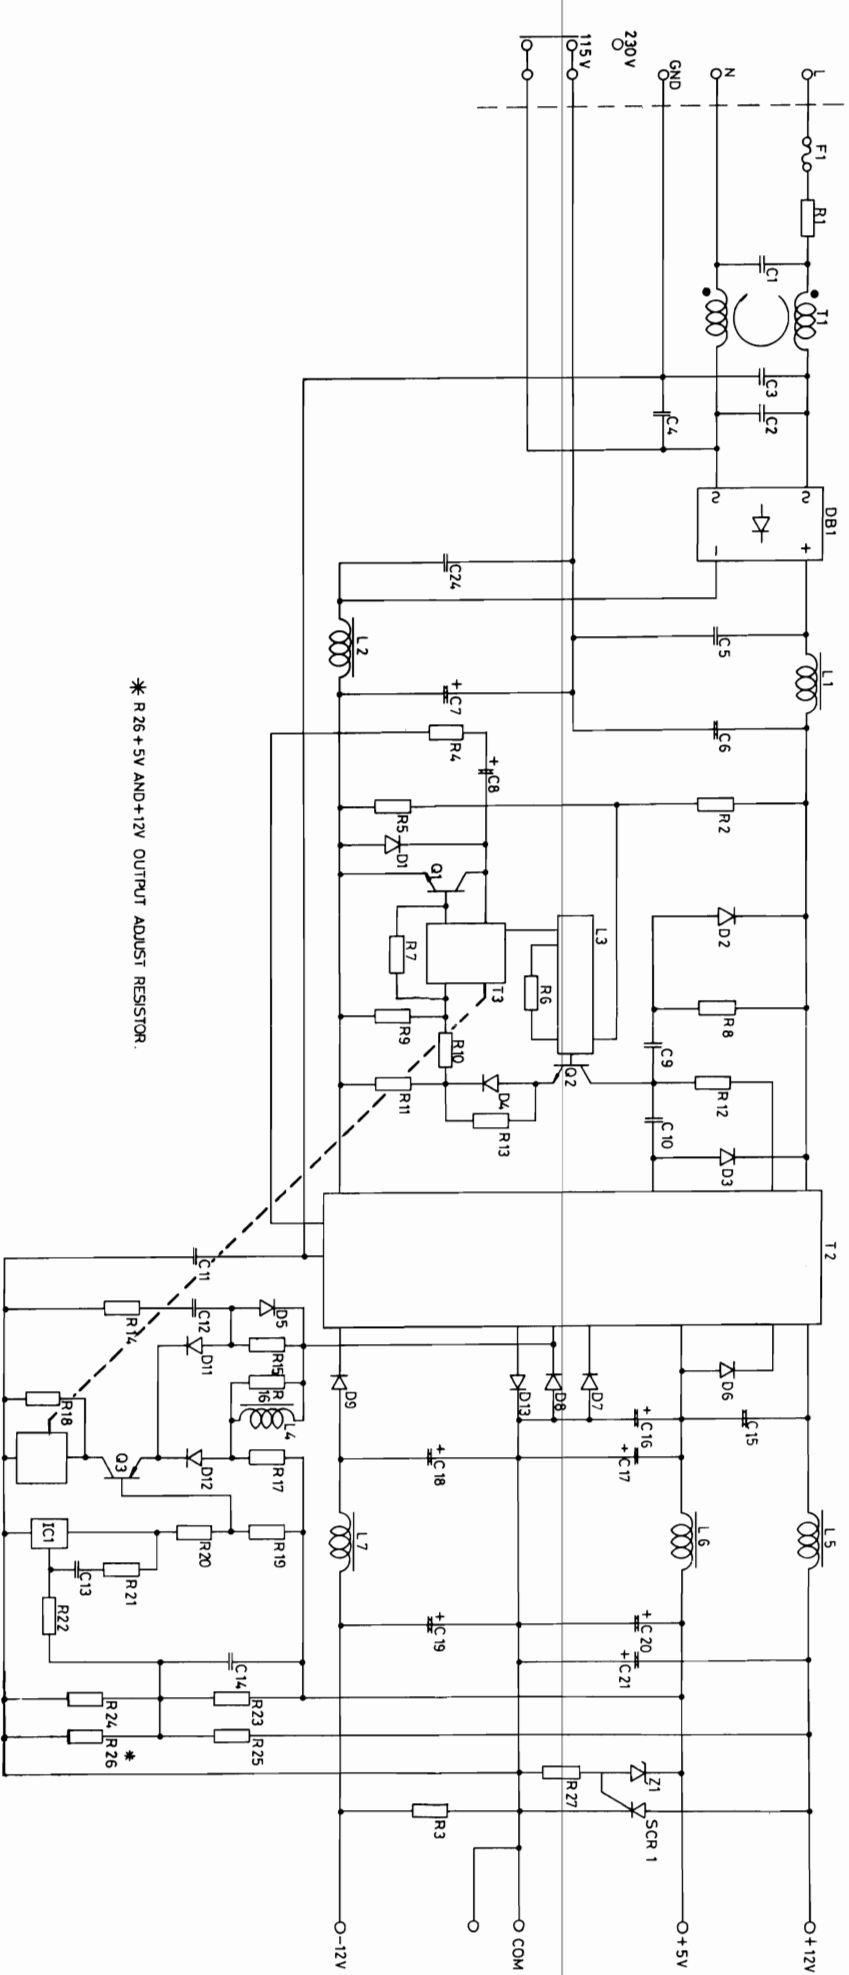 L
N
GND
230V
115V
F1
R1
C1
T1
C3
C2
C4
DB1
~
~
+
−
C24
L2
C5
L1
+ C7
C6
R4
+ C8
R2
R5
D1
Q1
D2
L3
R7
R6
T3
R8
R9
R10
C9
Q2
R12
R11
D4
R13
C10
D3
T2
C11
D5
C12
R14
D11
R15
R 16
L4
D9
D13
D8
D7
D6
+ C16
C15
R18
Q3
D12
R17
+ C18
+ C17
IC1
R20
R19
L7
L6
L5
C13
R21
R22
+ C19
+ C20
+ C21
C14
R24
R23
R26 *
R25
R27
Z1
SCR 1
R3
-12V
COM
+5V
+12V
* R26 +5V AND +12V OUTPUT ADJUST RESISTOR.